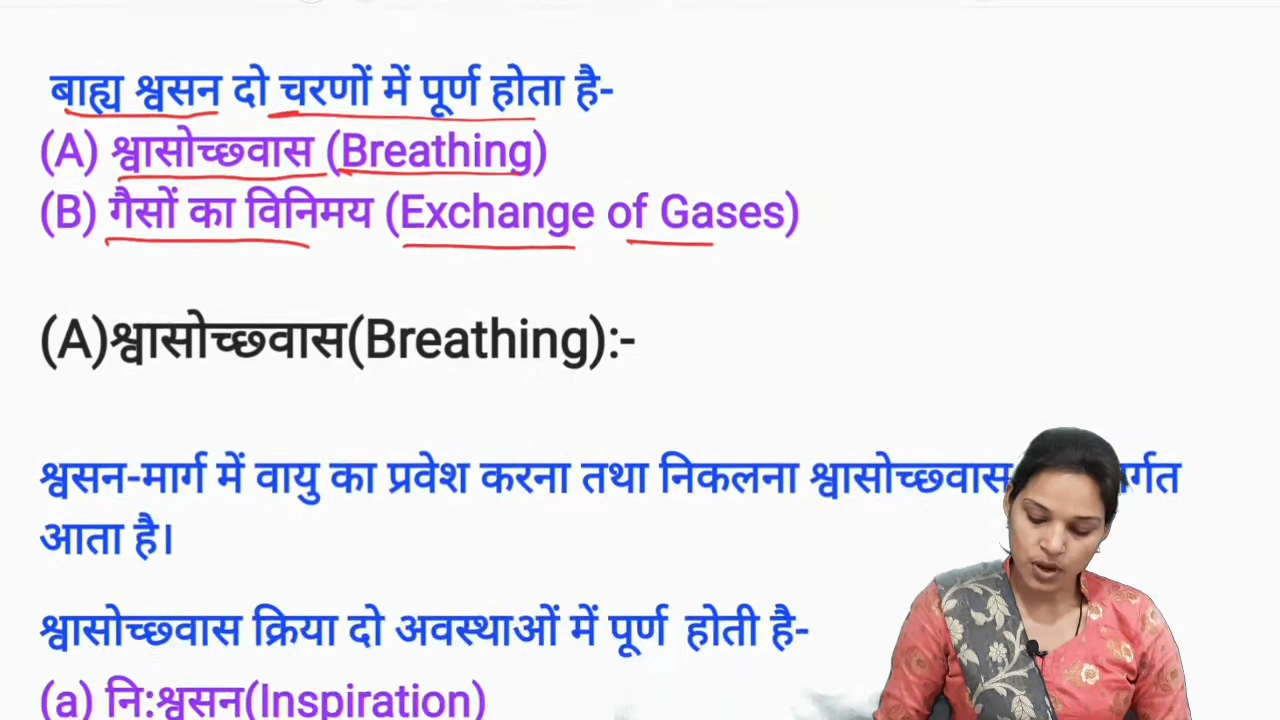 बाह्य श्वसन दो चरणों में पूर्ण होता है-
(A) श्वासोच्छ्वास (Breathing)
(B) गैसों का विनिमय (Exchange of Gases)
(A)श्वासोच्छ्वास(Breathing):-
श्वसन-मार्ग में वायु का प्रवेश करना तथा निकलना श्वासोच्छ्वास
आता है।
श्वासोच्छ्वास क्रिया दो अवस्थाओं में पूर्ण होती है-
(a) नि:श्वसन(Inspiration)